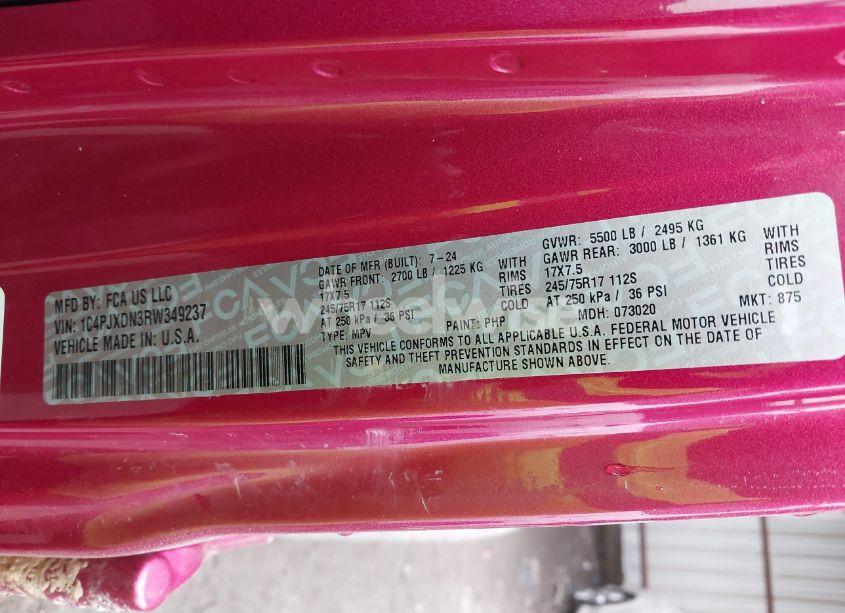 MFD BY: FCA US LLC
VIN: 1C4PJXDN3RW349237
VEHICLE MADE IN: U.S.A.
DATE OF MFR (BUILT): 7-24
GAWR FRONT: 2700 LB / 1225 KG WITH
17X7.5 RIMS
245/75R17 112S TIRES
AT 250 kPa / 36 PSI COLD
TYPE: MPV PAINT: PHP
GVWR: 5500 LB / 2495 KG
GAWR REAR: 3000 LB / 1361 KG WITH
17X7.5 RIMS
245/75R17 112S TIRES
AT 250 kPa / 36 PSI COLD
MDH: 073020 MKT: 875
THIS VEHICLE CONFORMS TO ALL APPLICABLE U.S.A. FEDERAL MOTOR VEHICLE
SAFETY AND THEFT PREVENTION STANDARDS IN EFFECT ON THE DATE OF
MANUFACTURE SHOWN ABOVE.